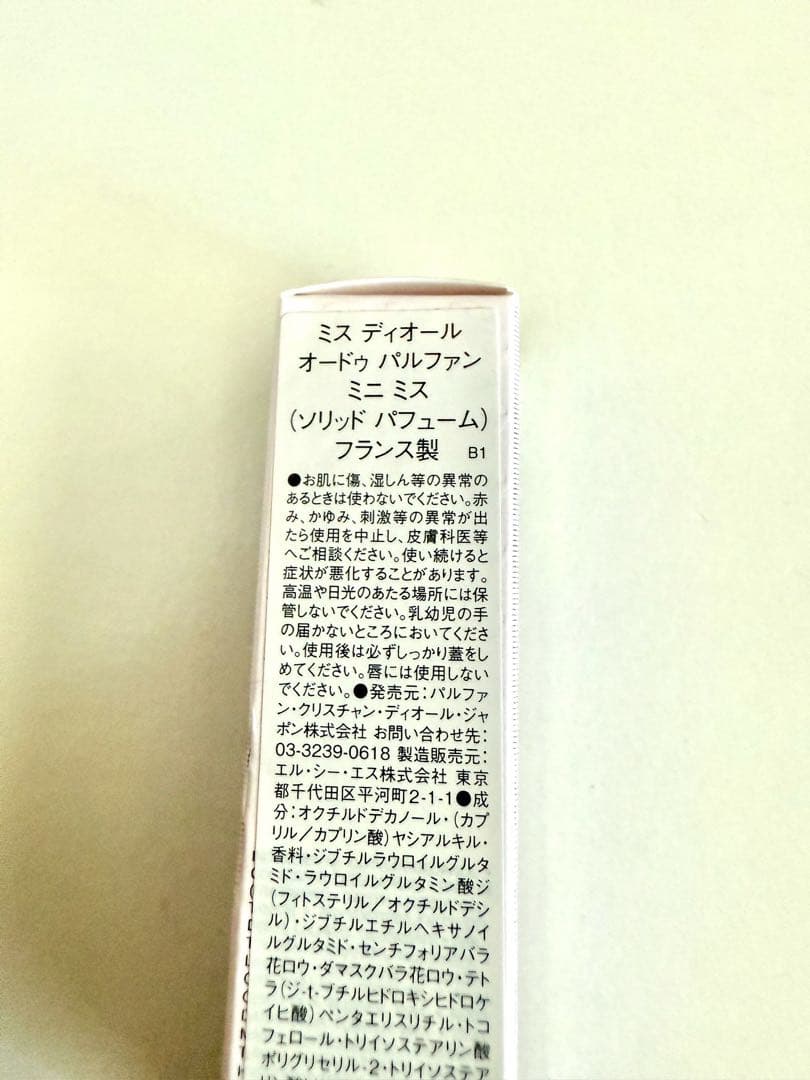 ミス ディオール
オードゥ パルファン
ミニ ミス
(ソリッド パフューム)
フランス製 B1
●お肌に傷、湿しん等の異常の
あるときは使わないでください。赤
み、かゆみ、刺激等の異常が出
たら使用を中止し、皮膚科医等
へご相談ください。使い続けると
症状が悪化することがあります。
高温や日光のあたる場所には保
管しないでください。乳幼児の手
の届かないところにおいてくださ
い。使用後は必ずしっかり蓋をし
めてください。唇には使用しない
でください。●発売元:パルファ
ン・クリスチャン・ディオール・ジャ
ポン株式会社 お問い合わせ先:
03-3239-0618 製造販売元:
エル・シー・エス株式会社 東京
都千代田区平河町2-1-1●成
分:オクチルドデカノール・(カプ
リル/カプリン酸)ヤシアルキル・
香料・ジブチルラウロイルグルタ
ミド・ラウロイルグルタミン酸ジ
(フィトステリル/オクチルドデシ
ル)・ジブチルエチルヘキサノイ
ルグルタミド・センチフォリアバラ
花ロウ・ダマスクバラ花ロウ・テト
ラ(ジ-t-ブチルヒドロキシヒドロケ
イヒ酸)ペンタエリスリチル・トコ
フェロール・トリイソステアリン酸
ポリグリセリル-2・トリイソステア